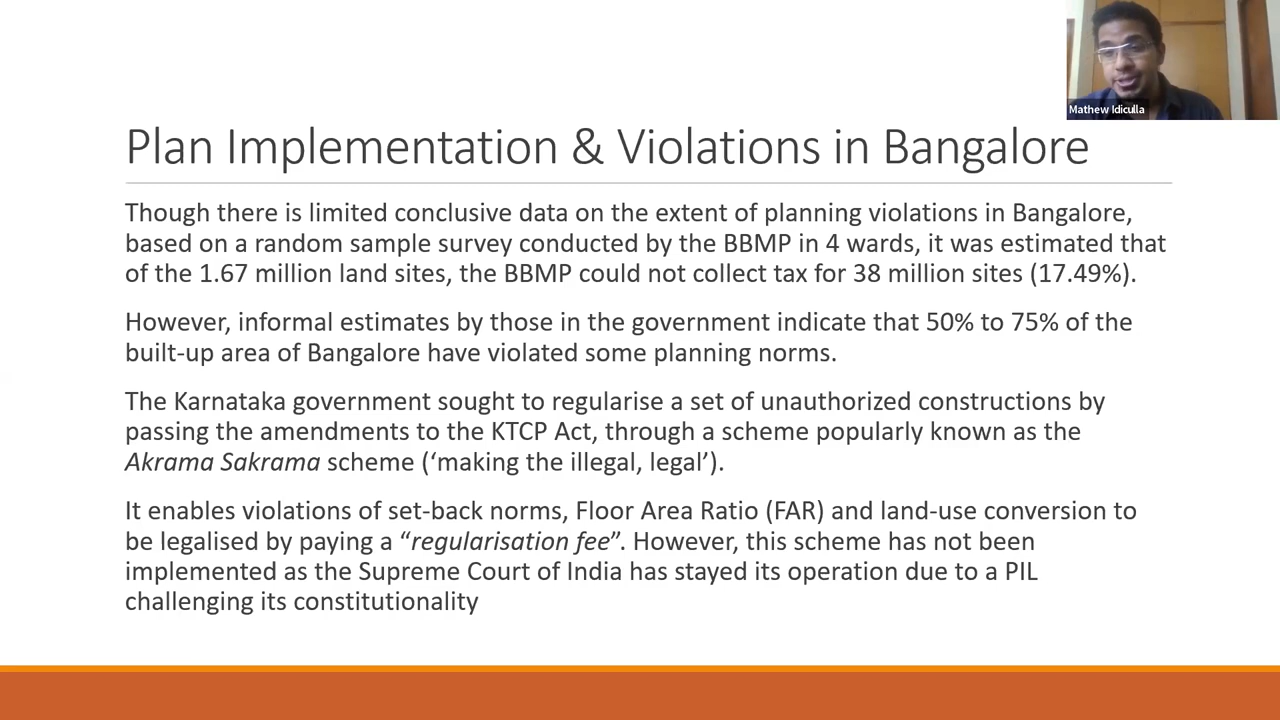 Mathew Idiculla
Plan Implementation & Violations in Bangalore
Though there is limited conclusive data on the extent of planning violations in Bangalore,
based on a random sample survey conducted by the BBMP in 4 wards, it was estimated that
of the 1.67 million land sites, the BBMP could not collect tax for 38 million sites (17.49%).
However, informal estimates by those in the government indicate that 50% to 75% of the
built-up area of Bangalore have violated some planning norms.
The Karnataka government sought to regularise a set of unauthorized constructions by
passing the amendments to the KTCP Act, through a scheme popularly known as the
Akrama Sakrama scheme (‘making the illegal, legal’).
It enables violations of set-back norms, Floor Area Ratio (FAR) and land-use conversion to
be legalised by paying a “regularisation fee”. However, this scheme has not been
implemented as the Supreme Court of India has stayed its operation due to a PIL
challenging its constitutionality